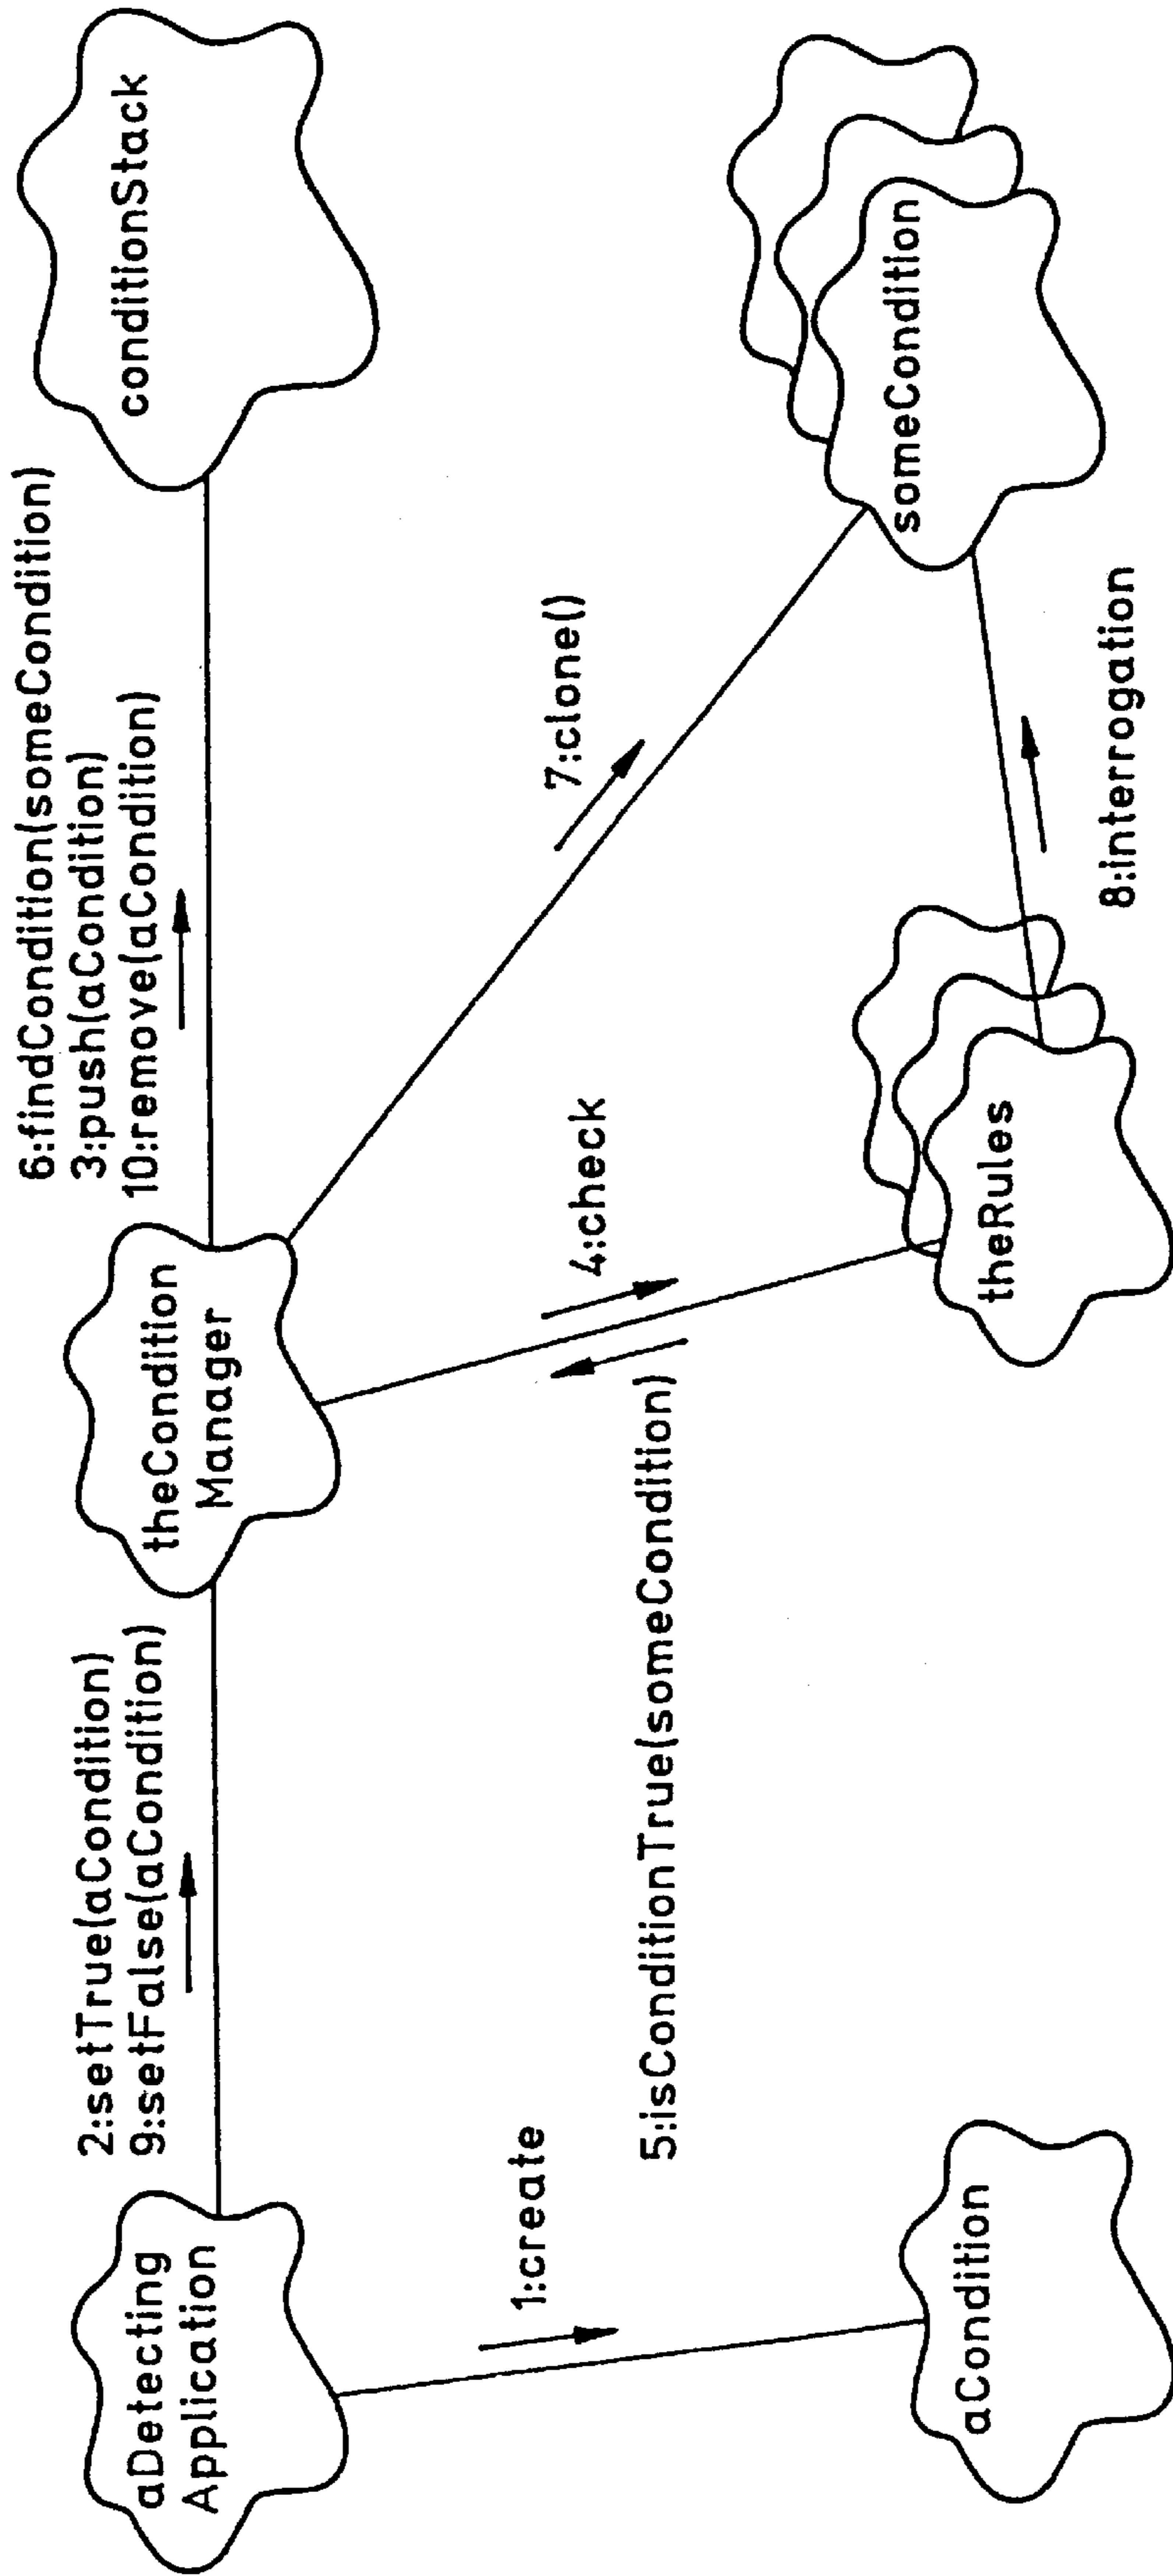 6:findCondition(someCondition)
3:push(aCondition)
10:remove(aCondition)
2:setTrue(aCondition)
9:setFalse(aCondition)
aDetecting
Application
theCondition
Manager
conditionStack
1:create
4:check
7:clone()
5:isConditionTrue(someCondition)
aCondition
theRules
someCondition
8:interrogation